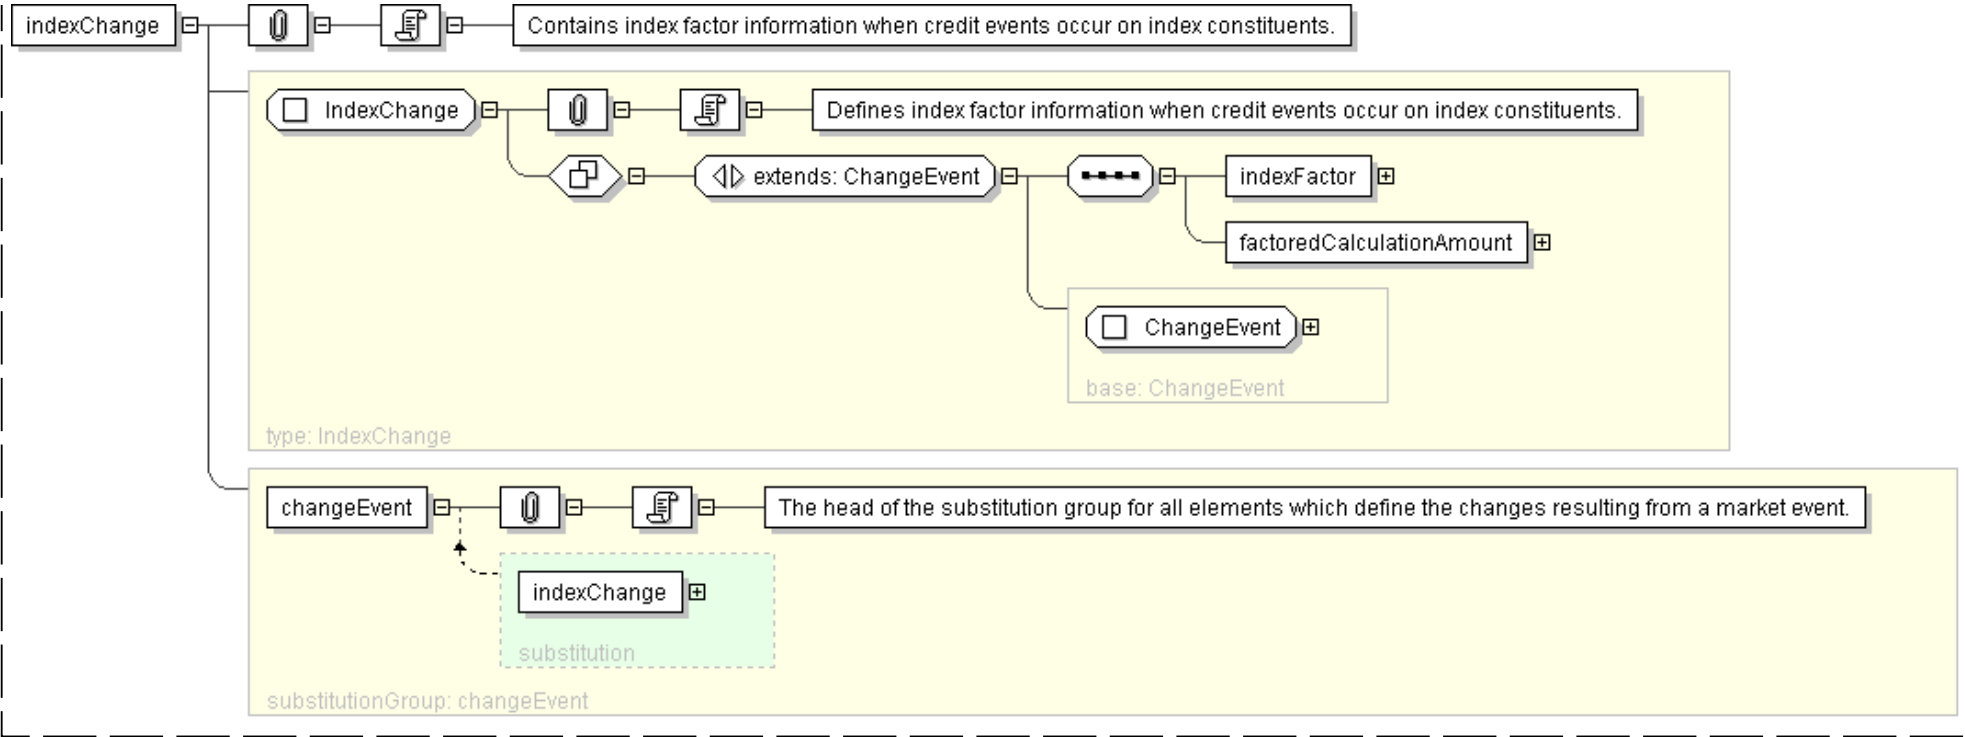 indexChange
Contains index factor information when credit events occur on index constituents.
IndexChange
Defines index factor information when credit events occur on index constituents.
extends: ChangeEvent
indexFactor
factoredCalculationAmount
ChangeEvent
base: ChangeEvent
type: IndexChange
changeEvent
The head of the substitution group for all elements which define the changes resulting from a market event.
indexChange
substitution
substitutionGroup: changeEvent